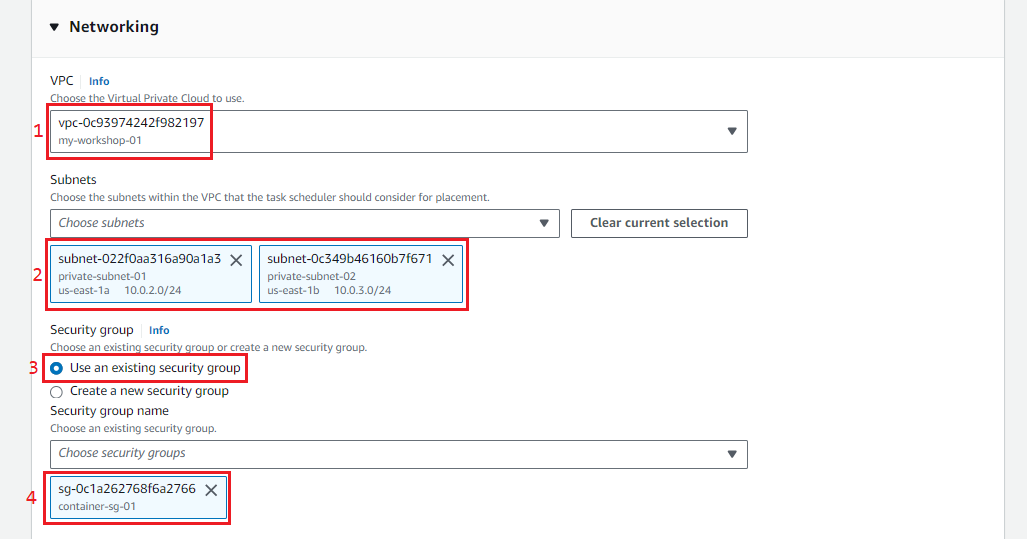 Networking
VPC Info
Choose the Virtual Private Cloud to use.
1
vpc-0c93974242f982197
my-workshop-01
Subnets
Choose the subnets within the VPC that the task scheduler should consider for placement.
Choose subnets
Clear current selection
2
subnet-022f0aa316a90a1a3
private-subnet-01
us-east-1a 10.0.2.0/24
subnet-0c349b46160b7f671
private-subnet-02
us-east-1b 10.0.3.0/24
Security group Info
Choose an existing security group or create a new security group.
3
Use an existing security group
Create a new security group
Security group name
Choose an existing security group.
Choose security groups
4
sg-0c1a262768f6a2766
container-sg-01